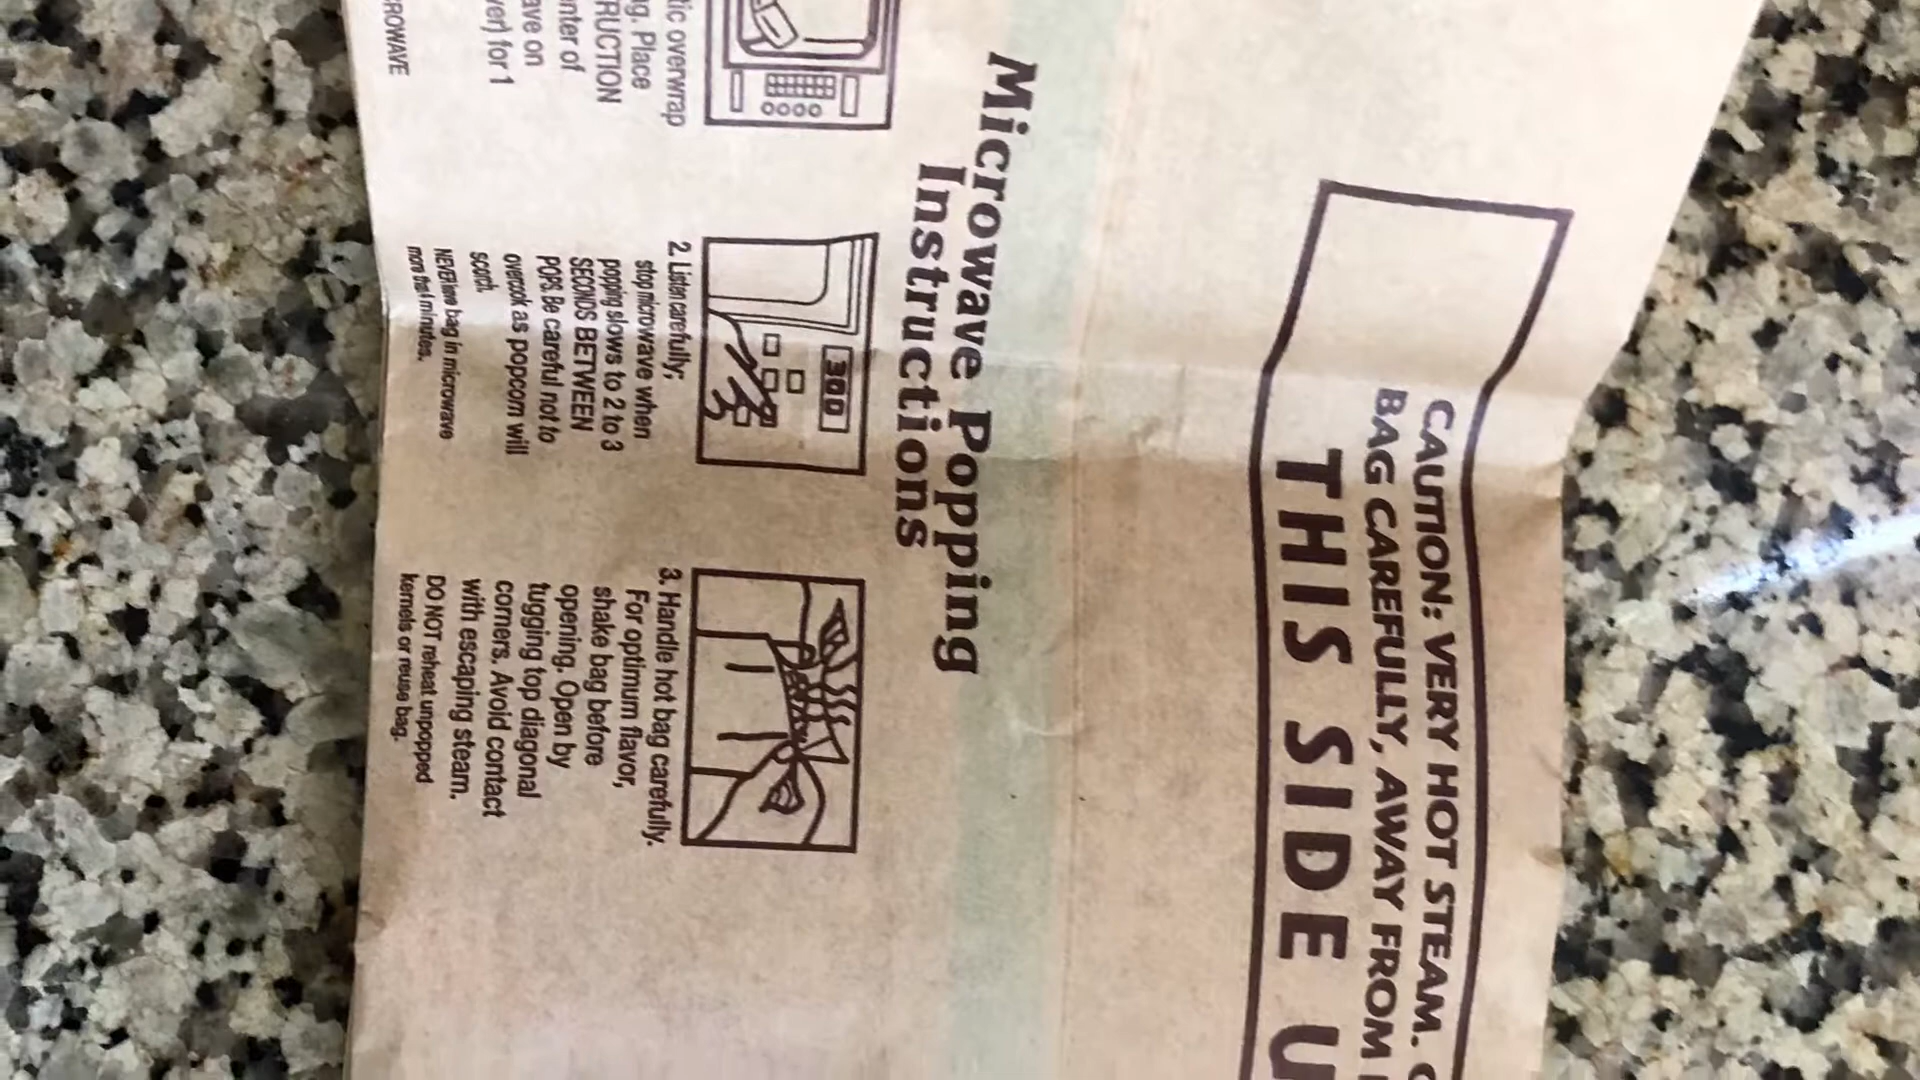 CAUTION: VERY HOT STEAM.
BAG CAREFULLY, AWAY FROM
THIS SIDE U
Microwave Popping
Instructions
tic overwrap
g. Place
RUCTION
nter of
ave on
ver) for 1
ROWAVE
300
2. Listen carefully;
stop microwave when
popping slows to 2 to 3
SECONDS BETWEEN
POPS. Be careful not to
overcook as popcorn will
scorch.
NEVER leave bag in microwave
more than minutes.
3. Handle hot bag carefully.
For optimum flavor,
shake bag before
opening. Open by
tugging top diagonal
corners. Avoid contact
with escaping steam.
DO NOT reheat unpopped
kernels or reuse bag.